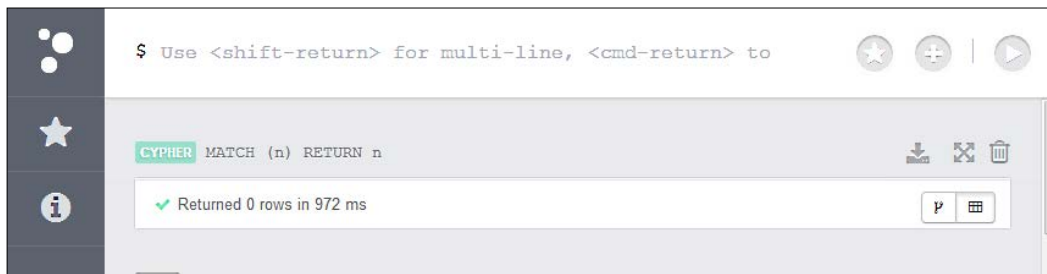 $ Use <shift-return> for multi-line, <cmd-return> to
CYPHER MATCH (n) RETURN n
Returned 0 rows in 972 ms